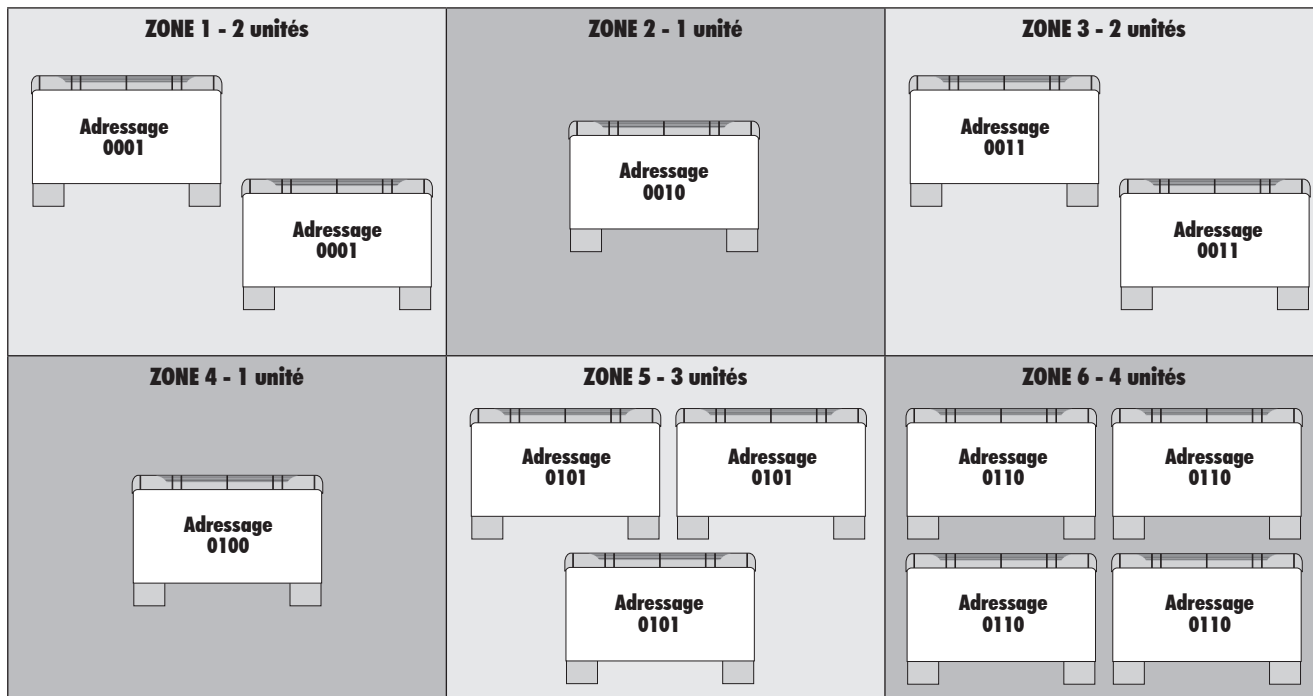 ZONE 1 - 2 unités
Adressage
0001
Adressage
0001
ZONE 2 - 1 unité
Adressage
0010
ZONE 3 - 2 unités
Adressage
0011
Adressage
0011
ZONE 4 - 1 unité
Adressage
0100
ZONE 5 - 3 unités
Adressage
0101
Adressage
0101
Adressage
0101
ZONE 6 - 4 unités
Adressage
0110
Adressage
0110
Adressage
0110
Adressage
0110